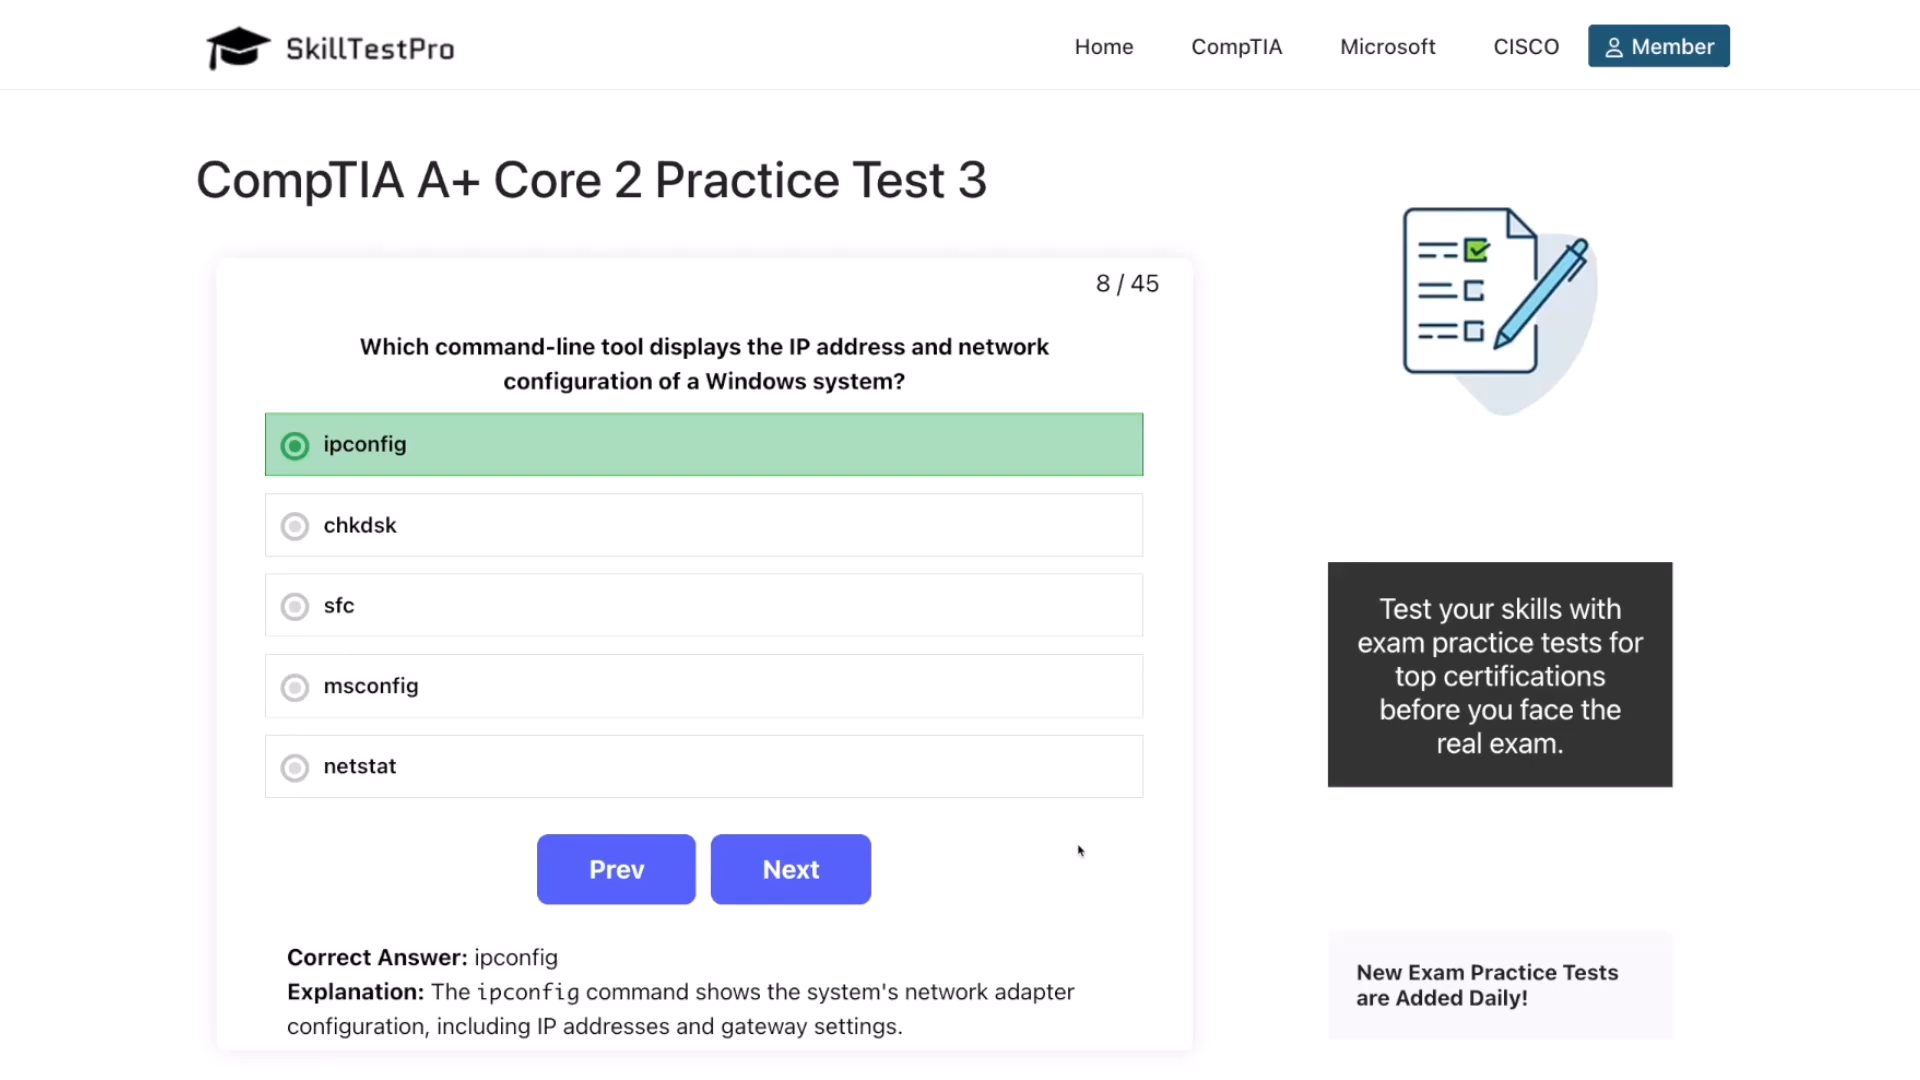 SkillTestPro
Home
CompTIA
Microsoft
CISCO
Member
CompTIA A+ Core 2 Practice Test 3
8 / 45
Which command-line tool displays the IP address and network
configuration of a Windows system?
ipconfig
chkdsk
sfc
msconfig
netstat
Prev
Next
Correct Answer: ipconfig
Explanation: The ipconfig command shows the system's network adapter
configuration, including IP addresses and gateway settings.
Test your skills with
exam practice tests for
top certifications
before you face the
real exam.
New Exam Practice Tests
are Added Daily!